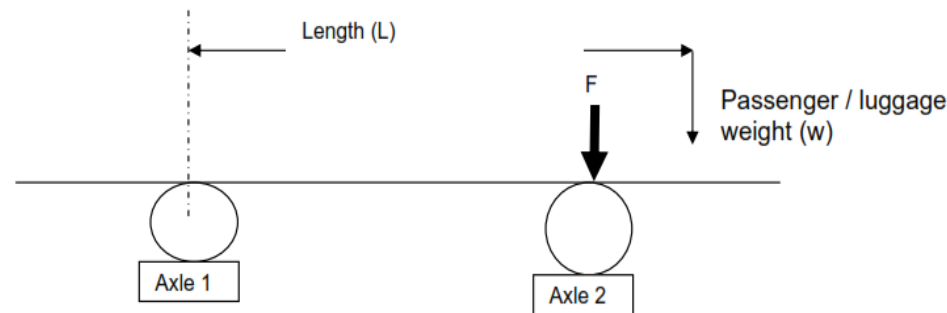 Length (L)
F
Passenger / luggage
weight (w)
Axle 1
Axle 2